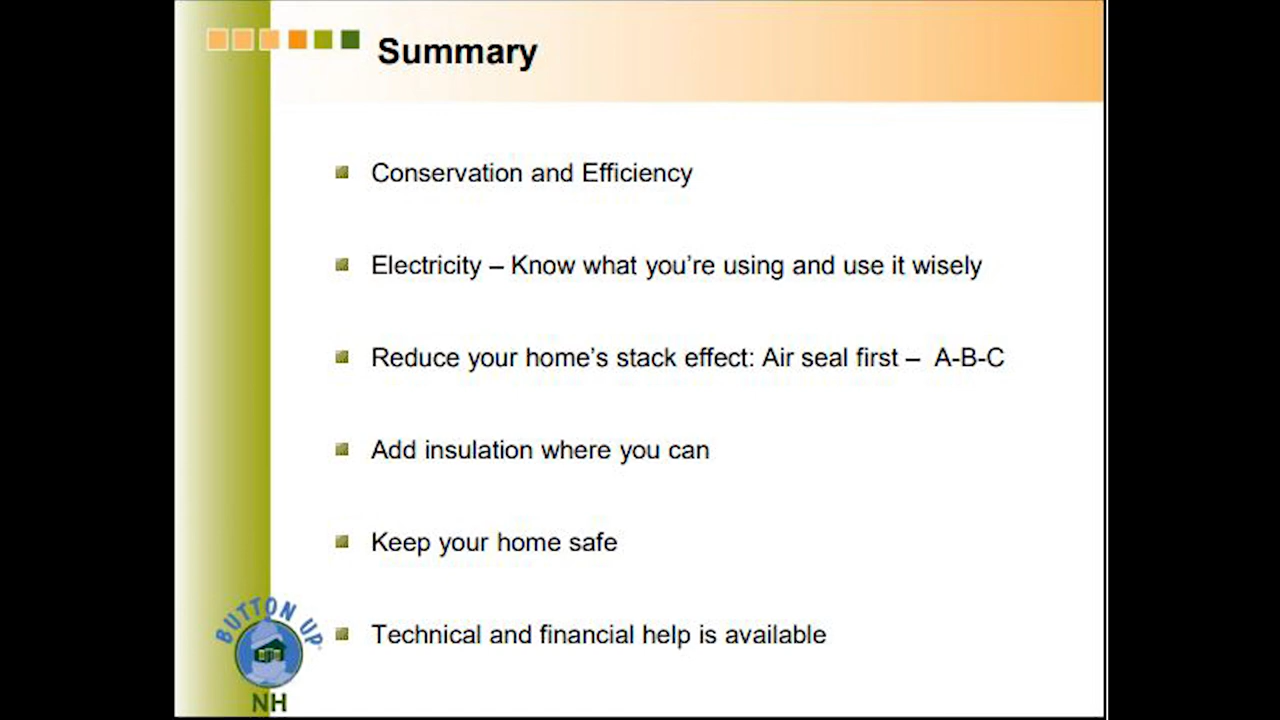 Summary
Conservation and Efficiency
Electricity – Know what you’re using and use it wisely
Reduce your home’s stack effect: Air seal first – A-B-C
Add insulation where you can
Keep your home safe
Technical and financial help is available
BUTTON UP
NH